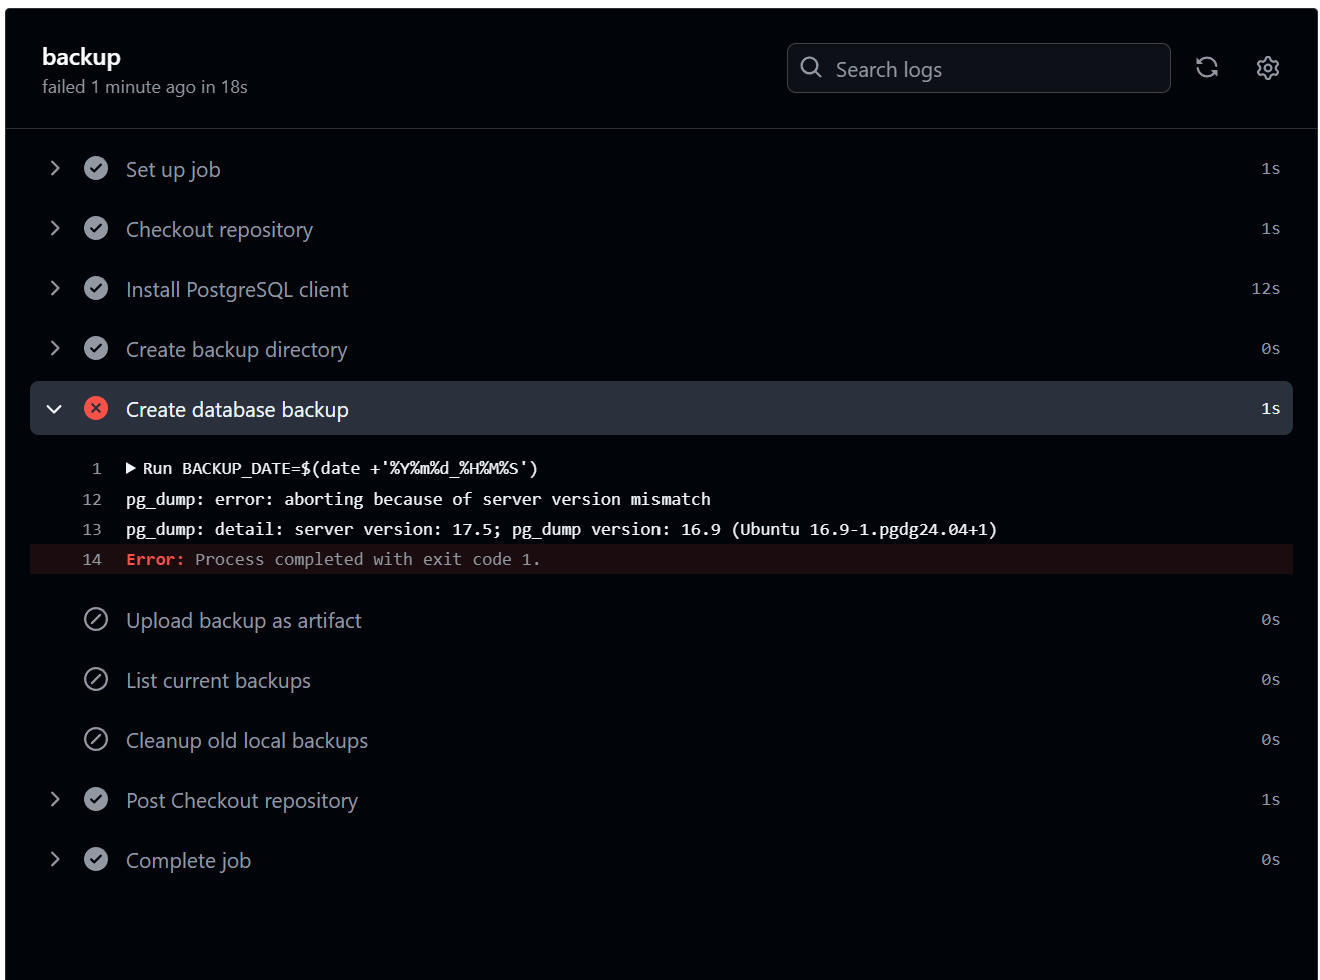 backup
failed 1 minute ago in 18s
Search logs
Set up job 1s
Checkout repository 1s
Install PostgreSQL client 12s
Create backup directory 0s
Create database backup 1s
1 Run BACKUP_DATE=$(date +'%Y%m%d_%H%M%S')
12 pg_dump: error: aborting because of server version mismatch
13 pg_dump: detail: server version: 17.5; pg_dump version: 16.9 (Ubuntu 16.9-1.pgdg24.04+1)
14 Error: Process completed with exit code 1.
Upload backup as artifact 0s
List current backups 0s
Cleanup old local backups 0s
Post Checkout repository 1s
Complete job 0s